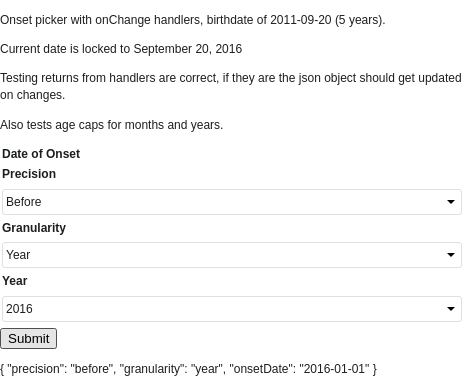 Onset picker with onChange handlers, birthdate of 2011-09-20 (5 years).
Current date is locked to September 20, 2016
Testing returns from handlers are correct, if they are the json object should get updated
on changes.
Also tests age caps for months and years.
Date of Onset
Precision
Before
Granularity
Year
Year
2016
Submit
{ "precision": "before", "granularity": "year", "onsetDate": "2016-01-01" }